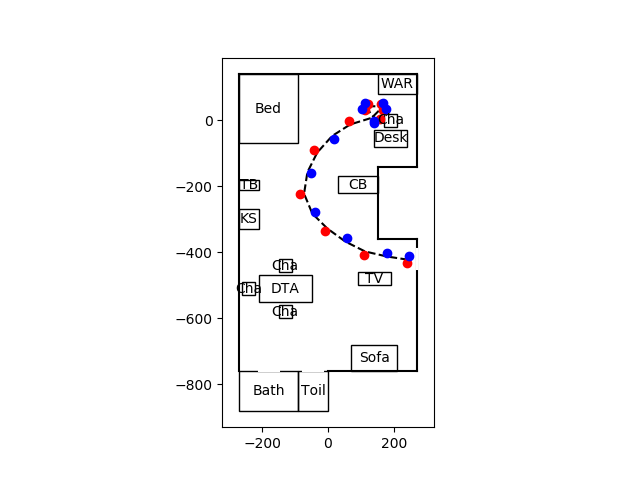 WAR
Bed
Cha
0
Desk
TB
CB
−200
KS
−400
Cha
TV
Cha
DTA
Cha
−600
Sofa
−800
Bath
Toil
−200
0
200